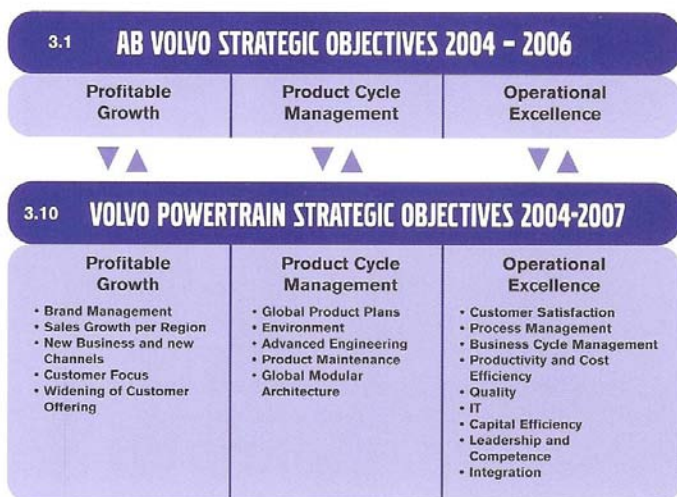 3.1 AB VOLVO STRATEGIC OBJECTIVES 2004 – 2006
Profitable
Growth
Product Cycle
Management
Operational
Excellence
3.10 VOLVO POWERTRAIN STRATEGIC OBJECTIVES 2004-2007
Profitable
Growth
• Brand Management
• Sales Growth per Region
• New Business and new
Channels
• Customer Focus
• Widening of Customer
Offering
Product Cycle
Management
• Global Product Plans
• Environment
• Advanced Engineering
• Product Maintenance
• Global Modular
Architecture
Operational
Excellence
• Customer Satisfaction
• Process Management
• Business Cycle Management
• Productivity and Cost
Efficiency
• Quality
• IT
• Capital Efficiency
• Leadership and
Competence
• Integration